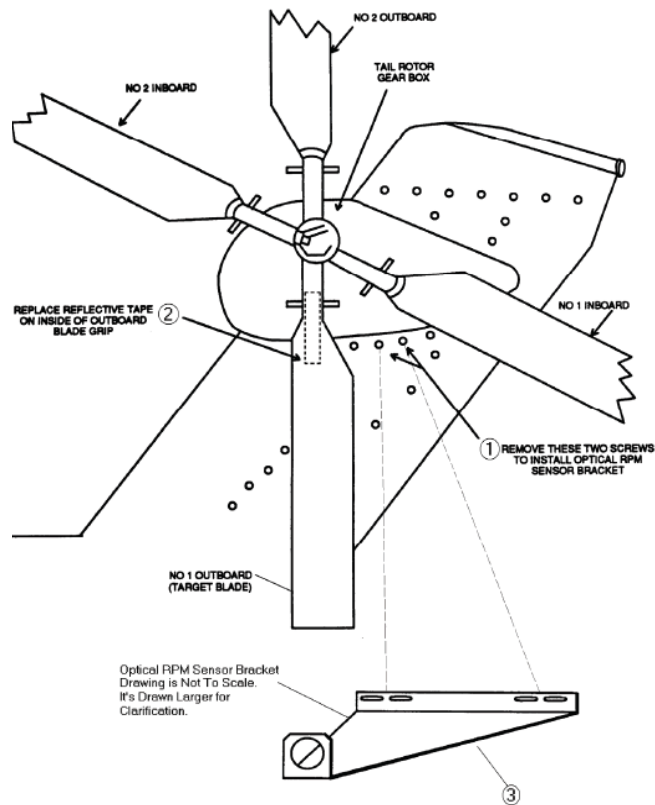 NO 2 OUTBOARD
TAIL ROTOR
GEAR BOX
NO 2 INBOARD
REPLACE REFLECTIVE TAPE
ON INSIDE OF OUTBOARD
BLADE GRIP
2
NO 1 INBOARD
1
REMOVE THESE TWO SCREWS
TO INSTALL OPTICAL RPM
SENSOR BRACKET
NO 1 OUTBOARD
(TARGET BLADE)
Optical RPM Sensor Bracket
Drawing is Not To Scale.
It's Drawn Larger for
Clarification.
3